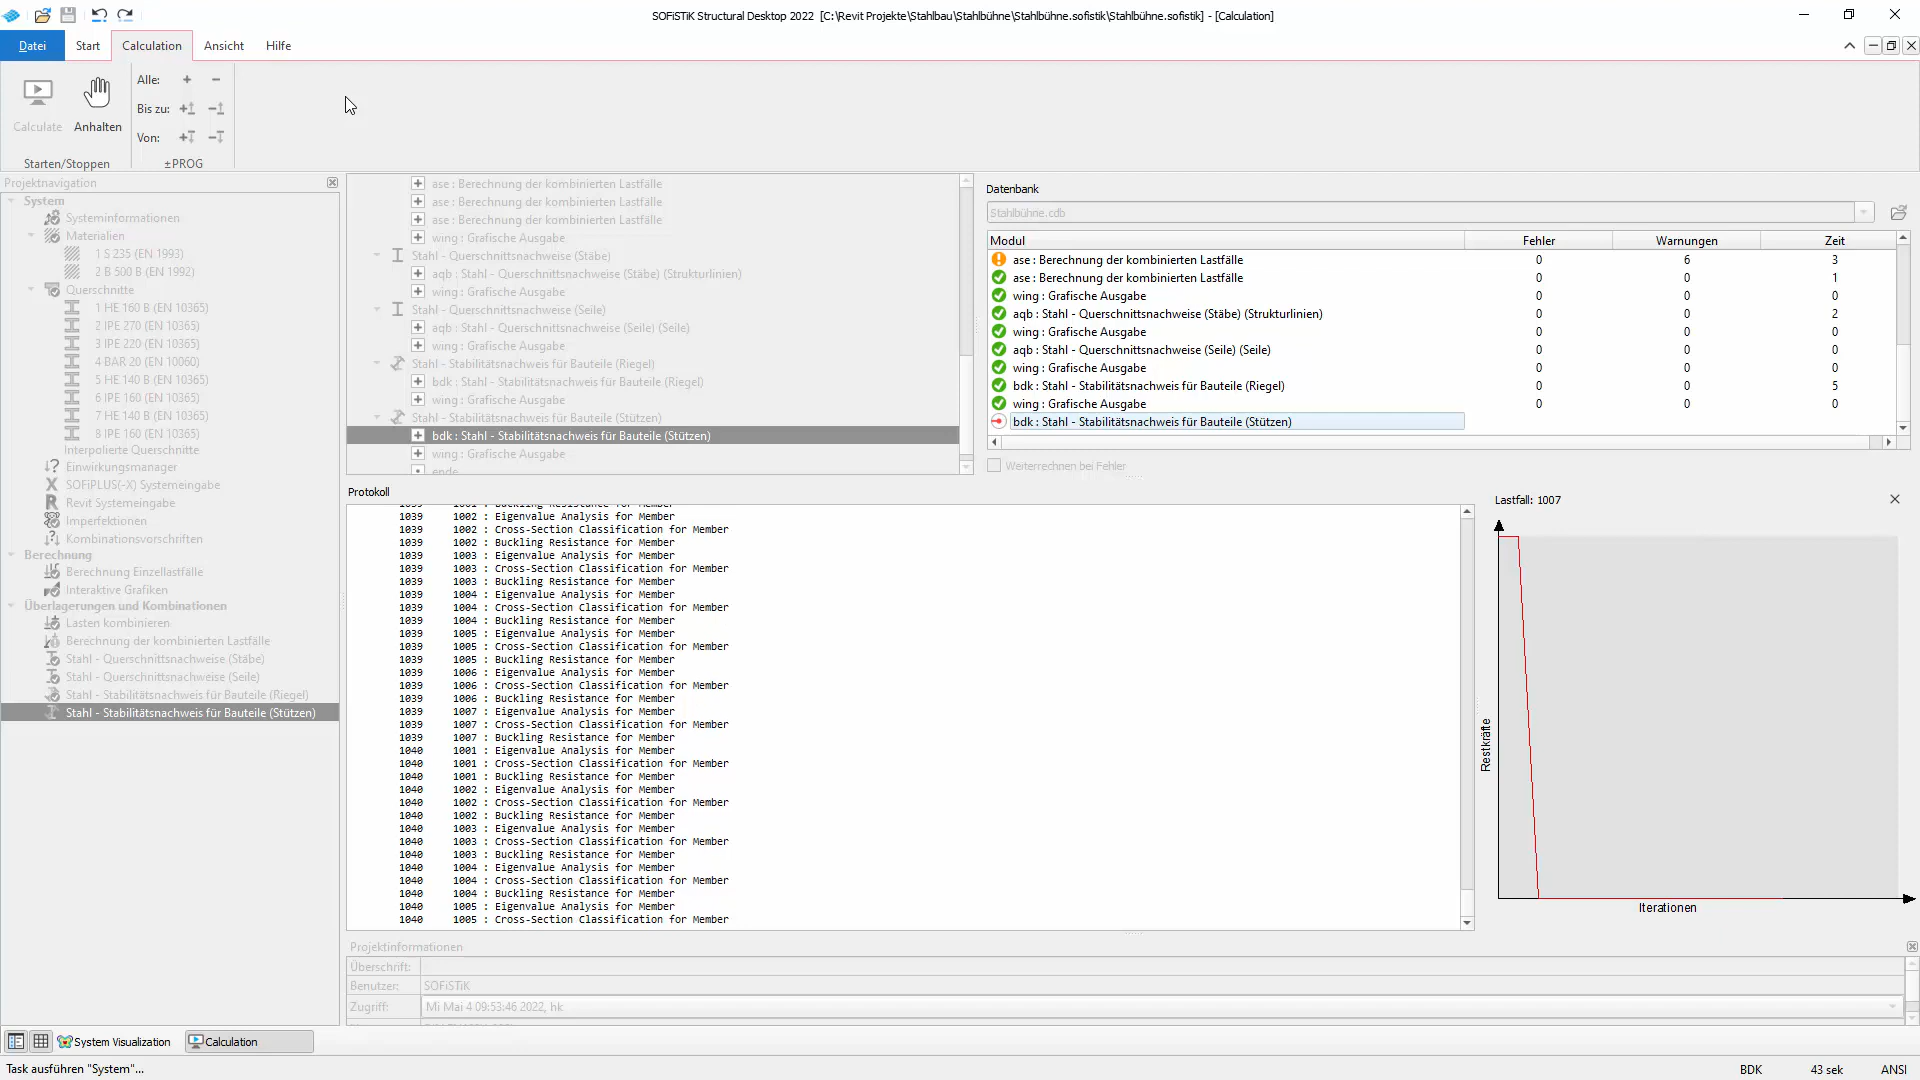 SOFiSTiK Structural Desktop 2022 [C:\Revit Projekte\Stahlbau\Stahlbühne\Stahlbühne.sofistik\Stahlbühne.sofistik] - [Calculation]
Datei Start Calculation Ansicht Hilfe
Alle:
Bis zu:
Von:
Calculate Anhalten
Starten/Stoppen ±PROG
Projektnavigation
System
Systeminformationen
Materialien
1 S 235 (EN 1993)
2 B 500 B (EN 1992)
Querschnitte
1 HE 160 B (EN 10365)
2 IPE 270 (EN 10365)
3 IPE 220 (EN 10365)
4 BAR 20 (EN 10060)
5 HE 140 B (EN 10365)
6 IPE 160 (EN 10365)
7 HE 140 B (EN 10365)
8 IPE 160 (EN 10365)
Interpolierte Querschnitte
Einwirkungsmanager
SOFiPLUS(-X) Systemeingabe
Revit Systemeingabe
Imperfektionen
Kombinationsvorschriften
Berechnung
Berechnung Einzellastfälle
Interaktive Grafiken
Überlagerungen und Kombinationen
Lasten kombinieren
Berechnung der kombinierten Lastfälle
Stahl - Querschnittsnachweise (Stäbe)
Stahl - Querschnittsnachweise (Seile)
Stahl - Stabilitätsnachweis für Bauteile (Riegel)
Stahl - Stabilitätsnachweis für Bauteile (Stützen)
ase : Berechnung der kombinierten Lastfälle
ase : Berechnung der kombinierten Lastfälle
ase : Berechnung der kombinierten Lastfälle
wing : Grafische Ausgabe
Stahl - Querschnittsnachweise (Stäbe)
aqb : Stahl - Querschnittsnachweise (Stäbe) (Strukturlinien)
wing : Grafische Ausgabe
Stahl - Querschnittsnachweise (Seile)
aqb : Stahl - Querschnittsnachweise (Seile) (Seile)
wing : Grafische Ausgabe
Stahl - Stabilitätsnachweis für Bauteile (Riegel)
bdk : Stahl - Stabilitätsnachweis für Bauteile (Riegel)
wing : Grafische Ausgabe
Stahl - Stabilitätsnachweis für Bauteile (Stützen)
bdk : Stahl - Stabilitätsnachweis für Bauteile (Stützen)
wing : Grafische Ausgabe
ende
Datenbank
Stahlbühne.cdb
Modul Fehler Warnungen Zeit
ase : Berechnung der kombinierten Lastfälle 0 6 3
ase : Berechnung der kombinierten Lastfälle 0 0 1
wing : Grafische Ausgabe 0 0 0
aqb : Stahl - Querschnittsnachweise (Stäbe) (Strukturlinien) 0 0 2
wing : Grafische Ausgabe 0 0 0
aqb : Stahl - Querschnittsnachweise (Seile) (Seile) 0 0 0
wing : Grafische Ausgabe 0 0 0
bdk : Stahl - Stabilitätsnachweis für Bauteile (Riegel) 0 0 5
wing : Grafische Ausgabe 0 0 0
bdk : Stahl - Stabilitätsnachweis für Bauteile (Stützen)
Weiterrechnen bei Fehler
Protokoll
1039 1001 : Buckling Resistance for Member
1039 1002 : Eigenvalue Analysis for Member
1039 1002 : Cross-Section Classification for Member
1039 1002 : Buckling Resistance for Member
1039 1003 : Eigenvalue Analysis for Member
1039 1003 : Cross-Section Classification for Member
1039 1003 : Buckling Resistance for Member
1039 1004 : Eigenvalue Analysis for Member
1039 1004 : Cross-Section Classification for Member
1039 1004 : Buckling Resistance for Member
1039 1005 : Eigenvalue Analysis for Member
1039 1005 : Cross-Section Classification for Member
1039 1005 : Buckling Resistance for Member
1039 1006 : Eigenvalue Analysis for Member
1039 1006 : Cross-Section Classification for Member
1039 1006 : Buckling Resistance for Member
1039 1007 : Eigenvalue Analysis for Member
1039 1007 : Cross-Section Classification for Member
1039 1007 : Buckling Resistance for Member
1040 1001 : Eigenvalue Analysis for Member
1040 1001 : Cross-Section Classification for Member
1040 1001 : Buckling Resistance for Member
1040 1002 : Eigenvalue Analysis for Member
1040 1002 : Cross-Section Classification for Member
1040 1002 : Buckling Resistance for Member
1040 1003 : Eigenvalue Analysis for Member
1040 1003 : Cross-Section Classification for Member
1040 1003 : Buckling Resistance for Member
1040 1004 : Eigenvalue Analysis for Member
1040 1004 : Cross-Section Classification for Member
1040 1004 : Buckling Resistance for Member
1040 1005 : Eigenvalue Analysis for Member
1040 1005 : Cross-Section Classification for Member
Lastfall: 1007
Restkräfte
Iterationen
Projektinformationen
Überschrift:
Benutzer: SOFiSTiK
Zugriff: Mi Mai 4 09:53:46 2022, hk
System Visualization Calculation
Task ausführen "System"... BDK 43 sek ANSI